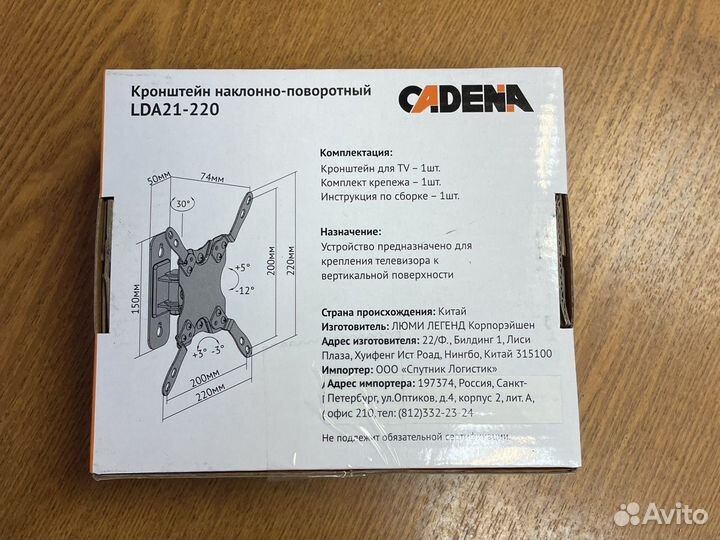 Кронштейн наклонно-поворотный
LDA21-220
CADENA
50мм
74мм
30°
200мм
220мм
+5°
-12°
150мм
+3° -3°
200мм
220мм
Комплектация:
Кронштейн для TV – 1шт.
Комплект крепежа – 1шт.
Инструкция по сборке – 1шт.
Назначение:
Устройство предназначено для
крепления телевизора к
вертикальной поверхности
Страна происхождения: Китай
Изготовитель: ЛЮМИ ЛЕГЕНД Корпорэйшен
Адрес изготовителя: 22/Ф., Билдинг 1, Лиси
Плаза, Хуифенг Ист Роад, Нингбо, Китай 315100
Импортер: ООО «Спутник Логистик»
Адрес импортера: 197374, Россия, Санкт-
Петербург, ул.Оптиков, д.4, корпус 2, лит. А,
офис 210, тел: (812)332-23-24
Не подлежит обязательной сертификации.
Avito